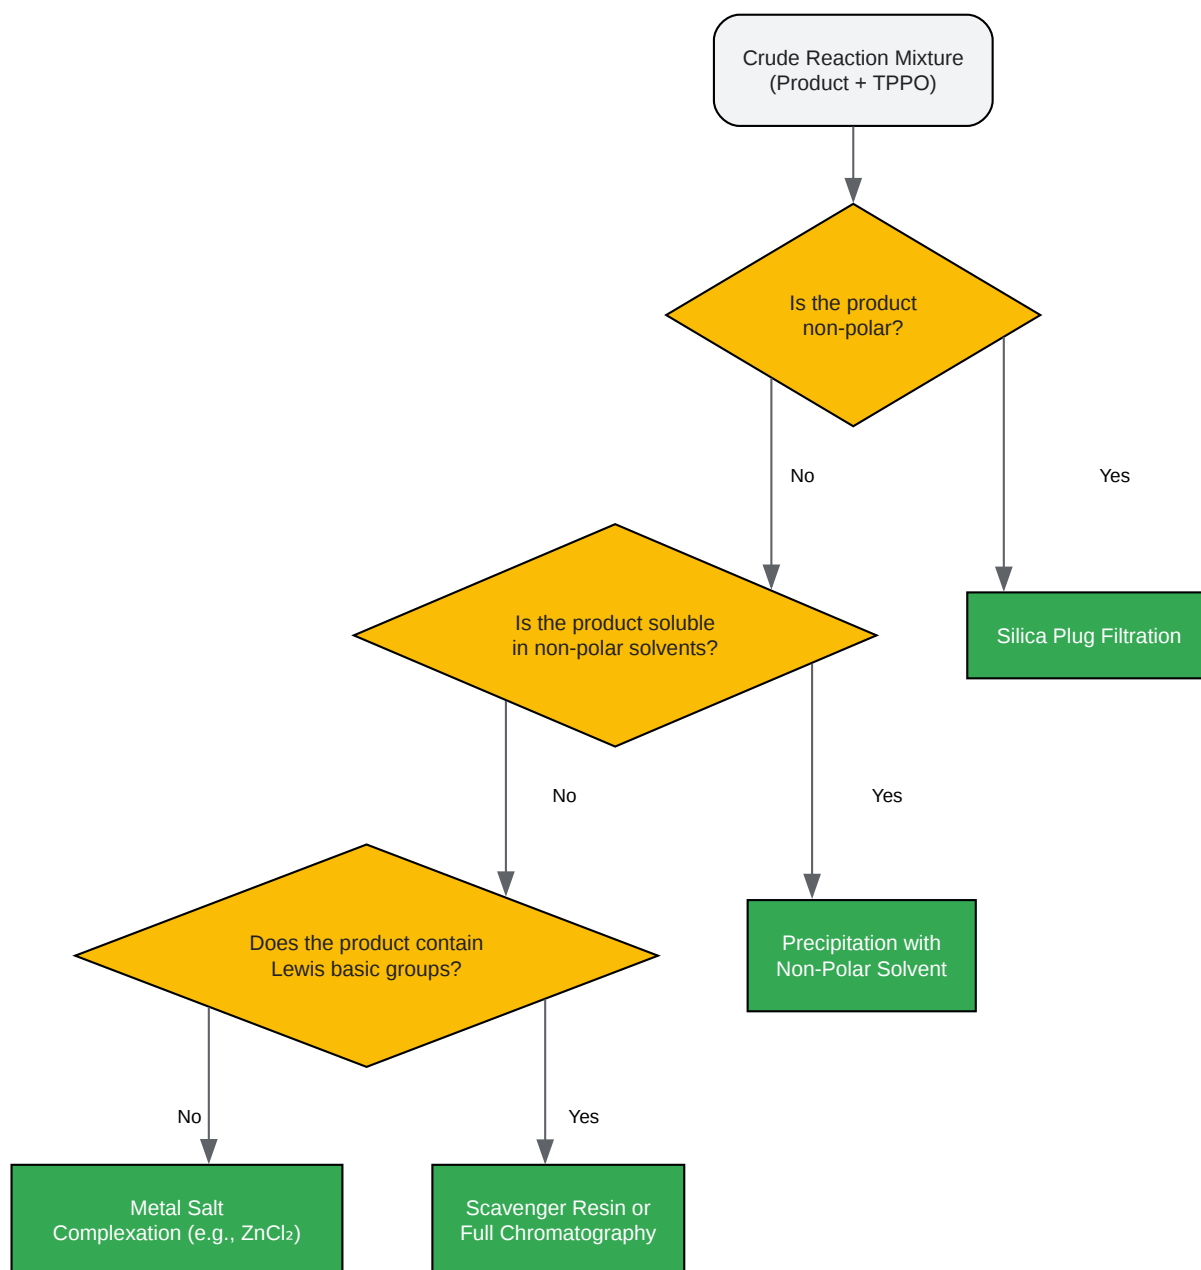 Crude Reaction Mixture
(Product + TPPO)
Is the product
non-polar?
No
Yes
Is the product soluble
in non-polar solvents?
Silica Plug Filtration
No
Yes
Does the product contain
Lewis basic groups?
Precipitation with
Non-Polar Solvent
No
Yes
Metal Salt
Complexation (e.g., ZnCl₂)
Scavenger Resin or
Full Chromatography